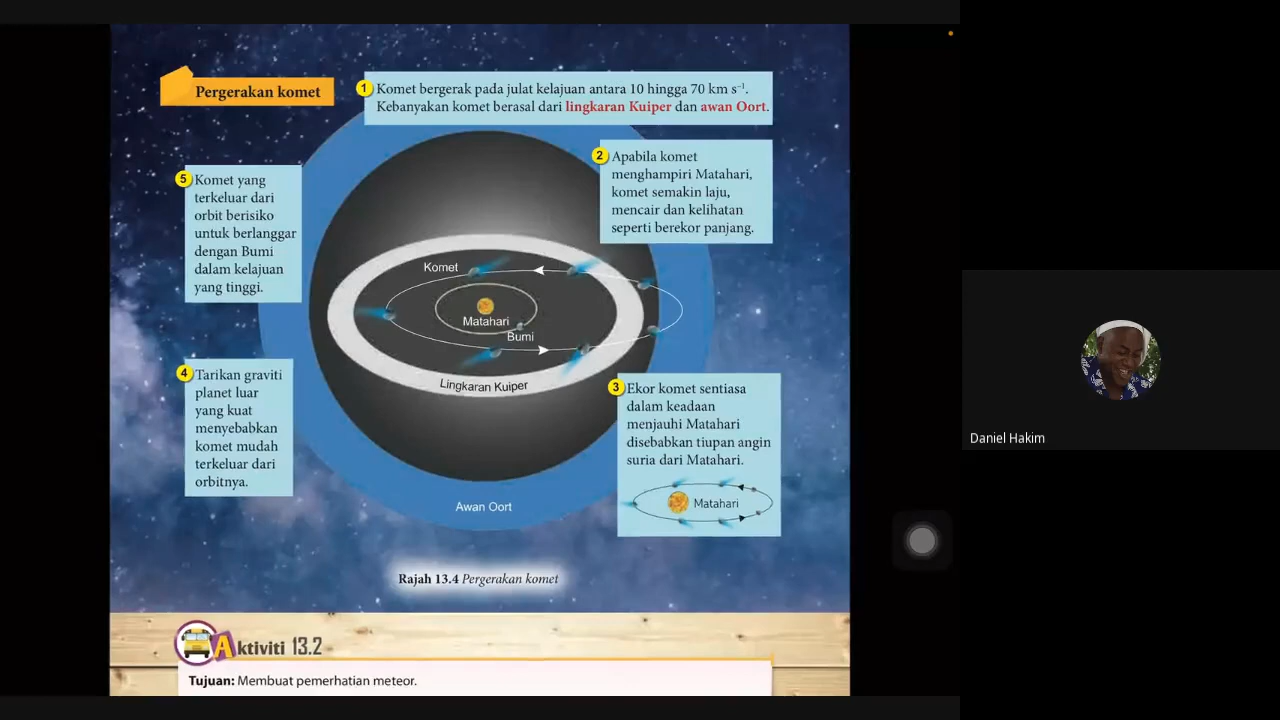 Pergerakan komet
1 Komet bergerak pada julat kelajuan antara 10 hingga 70 km s⁻¹.
Kebanyakan komet berasal dari lingkaran Kuiper dan awan Oort.
2 Apabila komet
menghampiri Matahari,
komet semakin laju,
mencair dan kelihatan
seperti berekor panjang.
5 Komet yang
terkeluar dari
orbit berisiko
untuk berlanggar
dengan Bumi
dalam kelajuan
yang tinggi.
Komet
Matahari
Bumi
Lingkaran Kuiper
4 Tarikan graviti
planet luar
yang kuat
menyebabkan
komet mudah
terkeluar dari
orbitnya.
3 Ekor komet sentiasa
dalam keadaan
menjauhi Matahari
disebabkan tiupan angin
suria dari Matahari.
Matahari
Awan Oort
Rajah 13.4 Pergerakan komet
Aktiviti 13.2
Tujuan: Membuat pemerhatian meteor.
Daniel Hakim